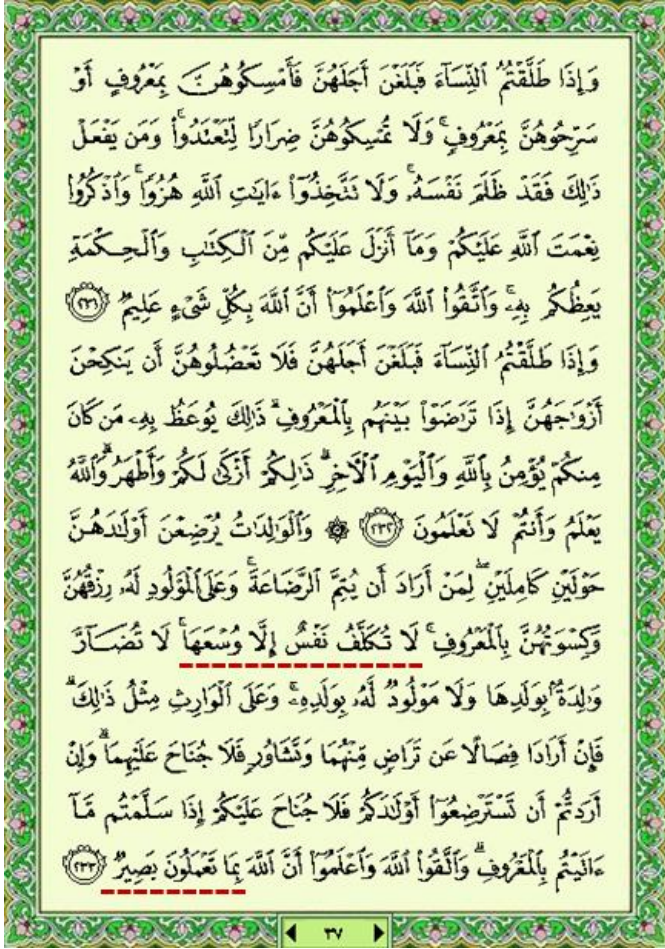 وَإِذَا طَلَّقْتُمُ ٱلنِّسَآءَ فَبَلَغْنَ أَجَلَهُنَّ فَأَمْسِكُوهُنَّ بِمَعْرُوفٍ أَوْ
سَرِّحُوهُنَّ بِمَعْرُوفٍ ۚ وَلَا تُمْسِكُوهُنَّ ضِرَارًا لِّتَعْتَدُوا۟ ۚ وَمَن يَفْعَلْ
ذَٰلِكَ فَقَدْ ظَلَمَ نَفْسَهُۥ ۚ وَلَا تَتَّخِذُوٓا۟ ءَايَـٰتِ ٱللَّهِ هُزُوًا ۚ وَٱذْكُرُوا۟
نِعْمَتَ ٱللَّهِ عَلَيْكُمْ وَمَآ أَنزَلَ عَلَيْكُم مِّنَ ٱلْكِتَـٰبِ وَٱلْحِكْمَةِ
يَعِظُكُم بِهِۦ ۚ وَٱتَّقُوا۟ ٱللَّهَ وَٱعْلَمُوٓا۟ أَنَّ ٱللَّهَ بِكُلِّ شَىْءٍ عَلِيمٌ ﴿٢٣١﴾
وَإِذَا طَلَّقْتُمُ ٱلنِّسَآءَ فَبَلَغْنَ أَجَلَهُنَّ فَلَا تَعْضُلُوهُنَّ أَن يَنكِحْنَ
أَزْوَٰجَهُنَّ إِذَا تَرَٰضَوْا۟ بَيْنَهُم بِٱلْمَعْرُوفِ ۗ ذَٰلِكَ يُوعَظُ بِهِۦ مَن كَانَ
مِنكُمْ يُؤْمِنُ بِٱللَّهِ وَٱلْيَوْمِ ٱلْـَٔاخِرِ ۗ ذَٰلِكُمْ أَزْكَىٰ لَكُمْ وَأَطْهَرُ ۗ وَٱللَّهُ
يَعْلَمُ وَأَنتُمْ لَا تَعْلَمُونَ ﴿٢٣٢﴾ ۞ وَٱلْوَٰلِدَٰتُ يُرْضِعْنَ أَوْلَـٰدَهُنَّ
حَوْلَيْنِ كَامِلَيْنِ ۖ لِمَنْ أَرَادَ أَن يُتِمَّ ٱلرَّضَاعَةَ ۚ وَعَلَى ٱلْمَوْلُودِ لَهُۥ رِزْقُهُنَّ
وَكِسْوَتُهُنَّ بِٱلْمَعْرُوفِ ۚ لَا تُكَلَّفُ نَفْسٌ إِلَّا وُسْعَهَا ۚ لَا تُضَآرَّ
وَٰلِدَةٌۢ بِوَلَدِهَا وَلَا مَوْلُودٌ لَّهُۥ بِوَلَدِهِۦ ۚ وَعَلَى ٱلْوَارِثِ مِثْلُ ذَٰلِكَ ۗ
فَإِنْ أَرَادَا فِصَالًا عَن تَرَاضٍ مِّنْهُمَا وَتَشَاوُرٍ فَلَا جُنَاحَ عَلَيْهِمَا ۗ وَإِنْ
أَرَدتُّمْ أَن تَسْتَرْضِعُوٓا۟ أَوْلَـٰدَكُمْ فَلَا جُنَاحَ عَلَيْكُمْ إِذَا سَلَّمْتُم مَّآ
ءَاتَيْتُم بِٱلْمَعْرُوفِ ۗ وَٱتَّقُوا۟ ٱللَّهَ وَٱعْلَمُوٓا۟ أَنَّ ٱللَّهَ بِمَا تَعْمَلُونَ بَصِيرٌ ﴿٢٣٣﴾
٣٧